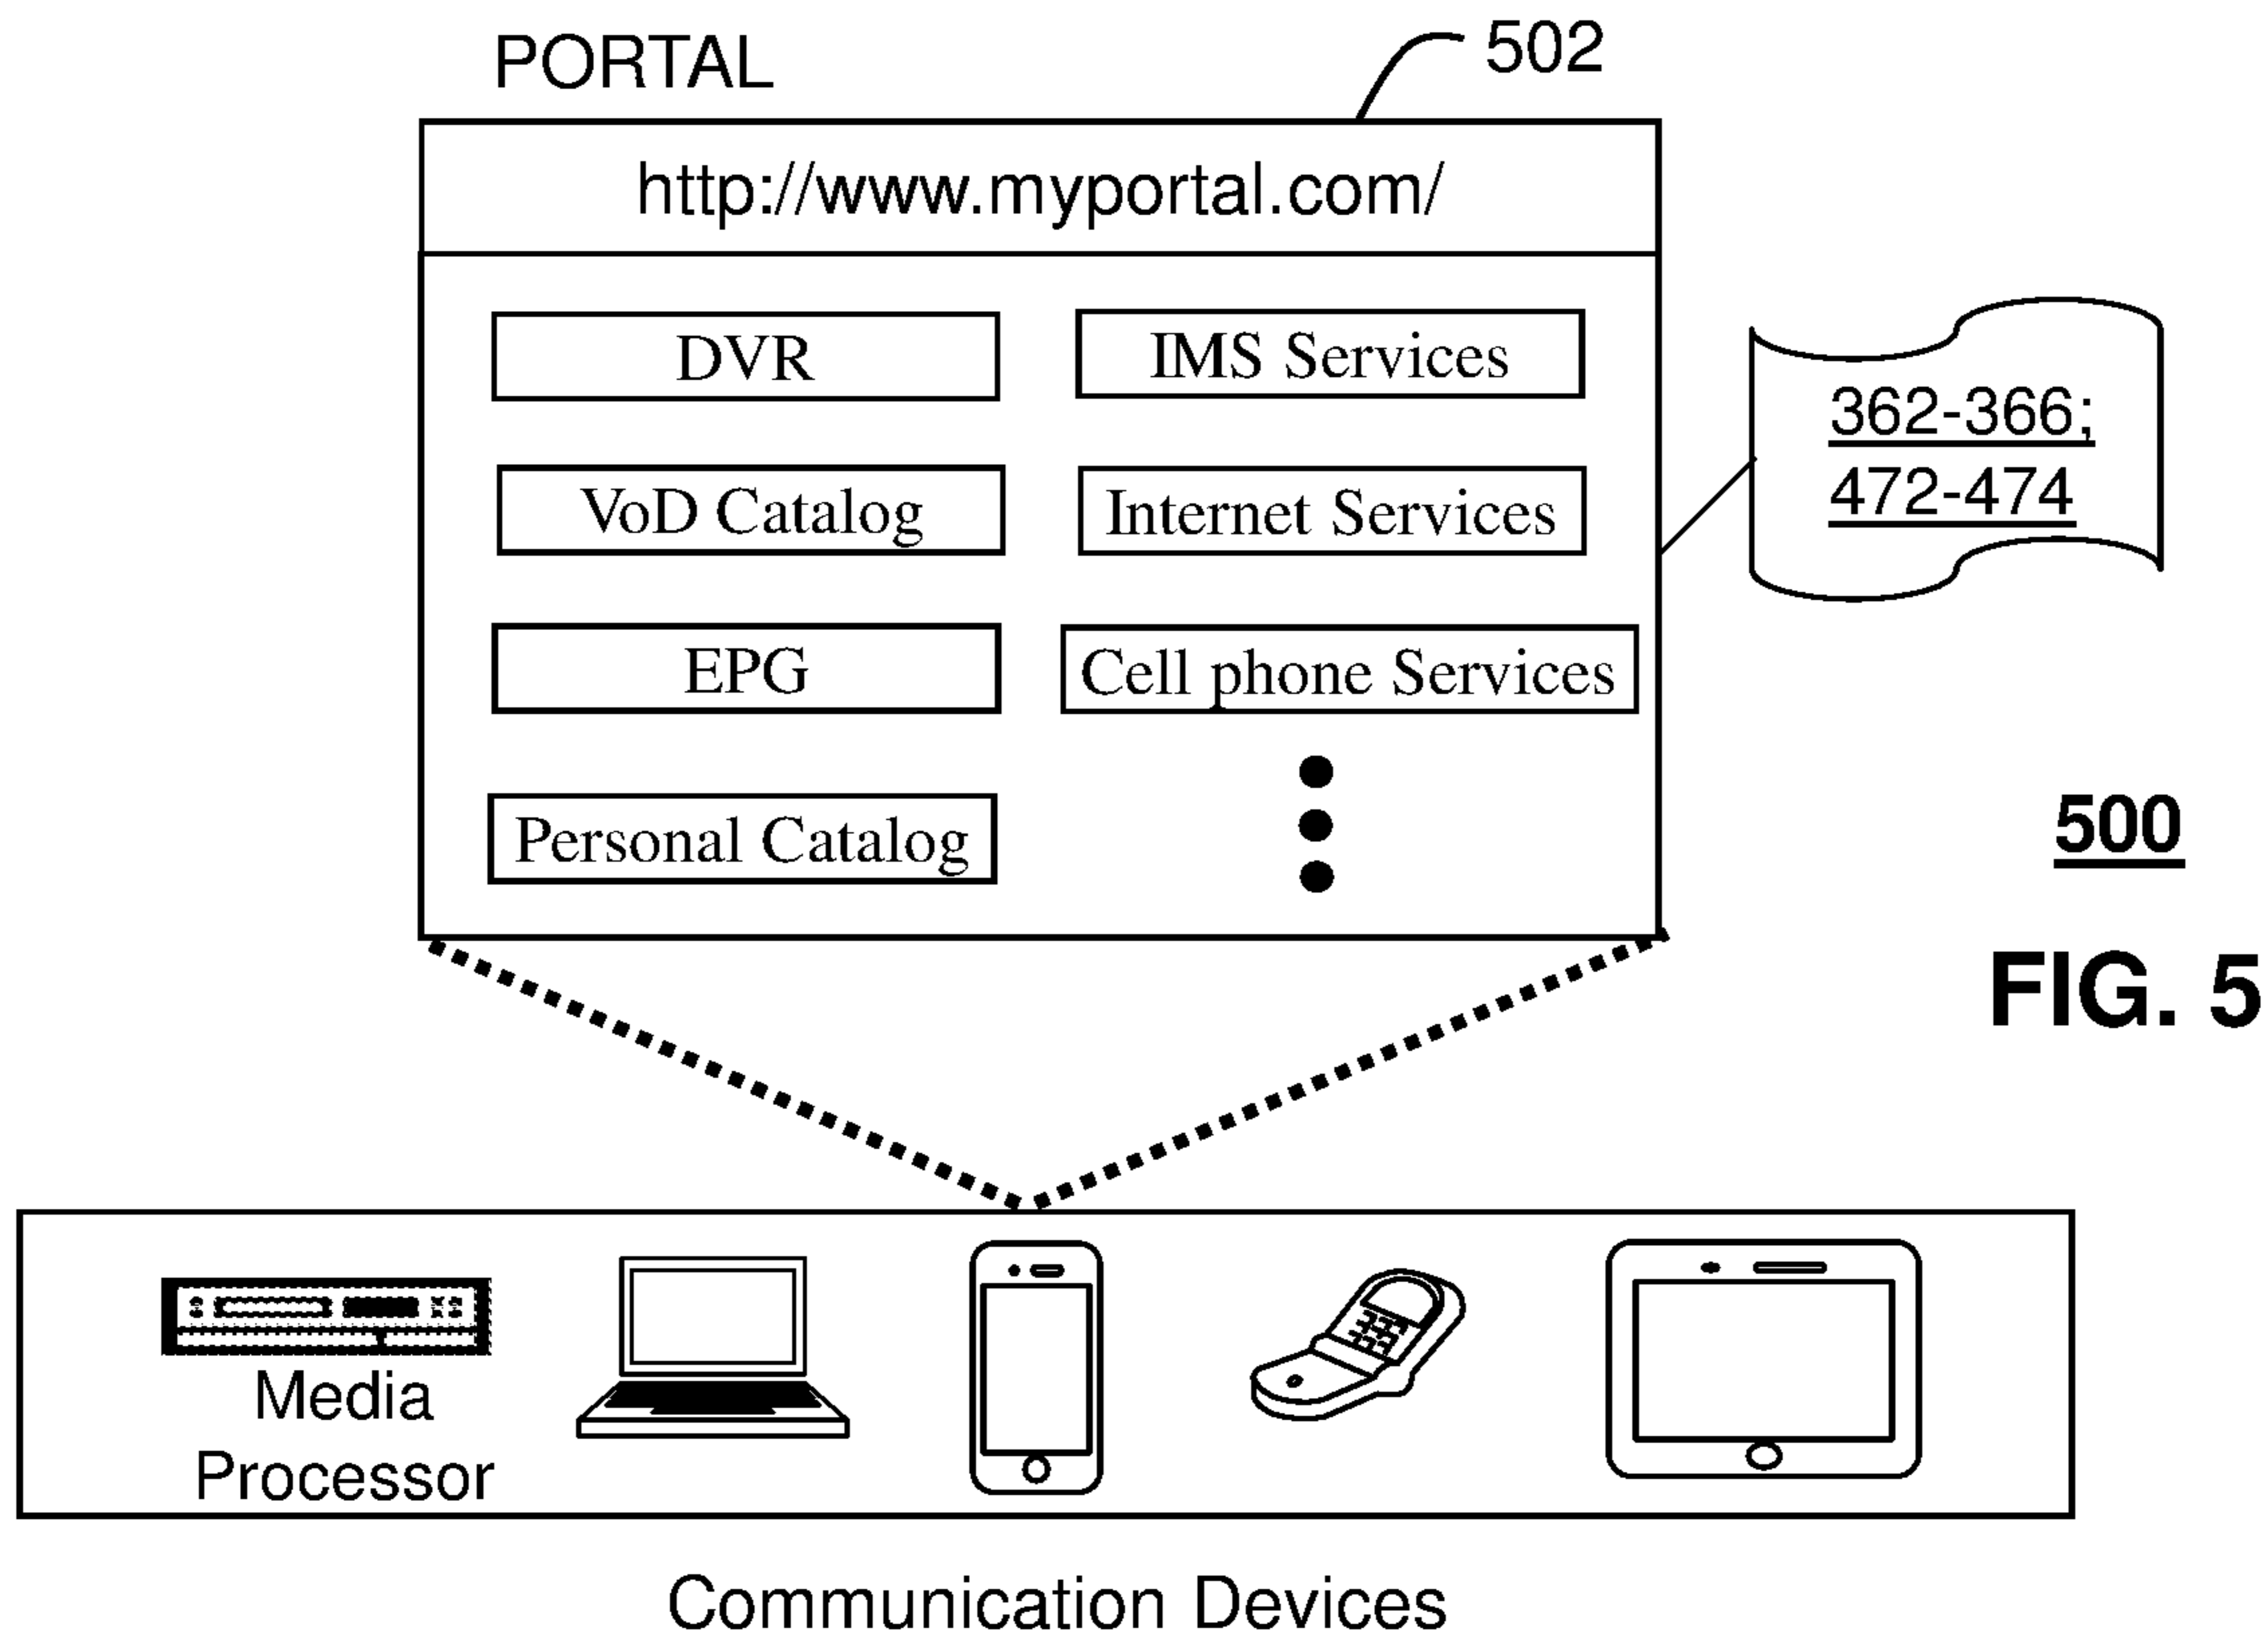 PORTAL
502
http://www.myportal.com/
DVR
IMS Services
362-366;
472-474
VoD Catalog
Internet Services
EPG
Cell phone Services
Personal Catalog
500
FIG. 5
Media
Processor
Communication Devices